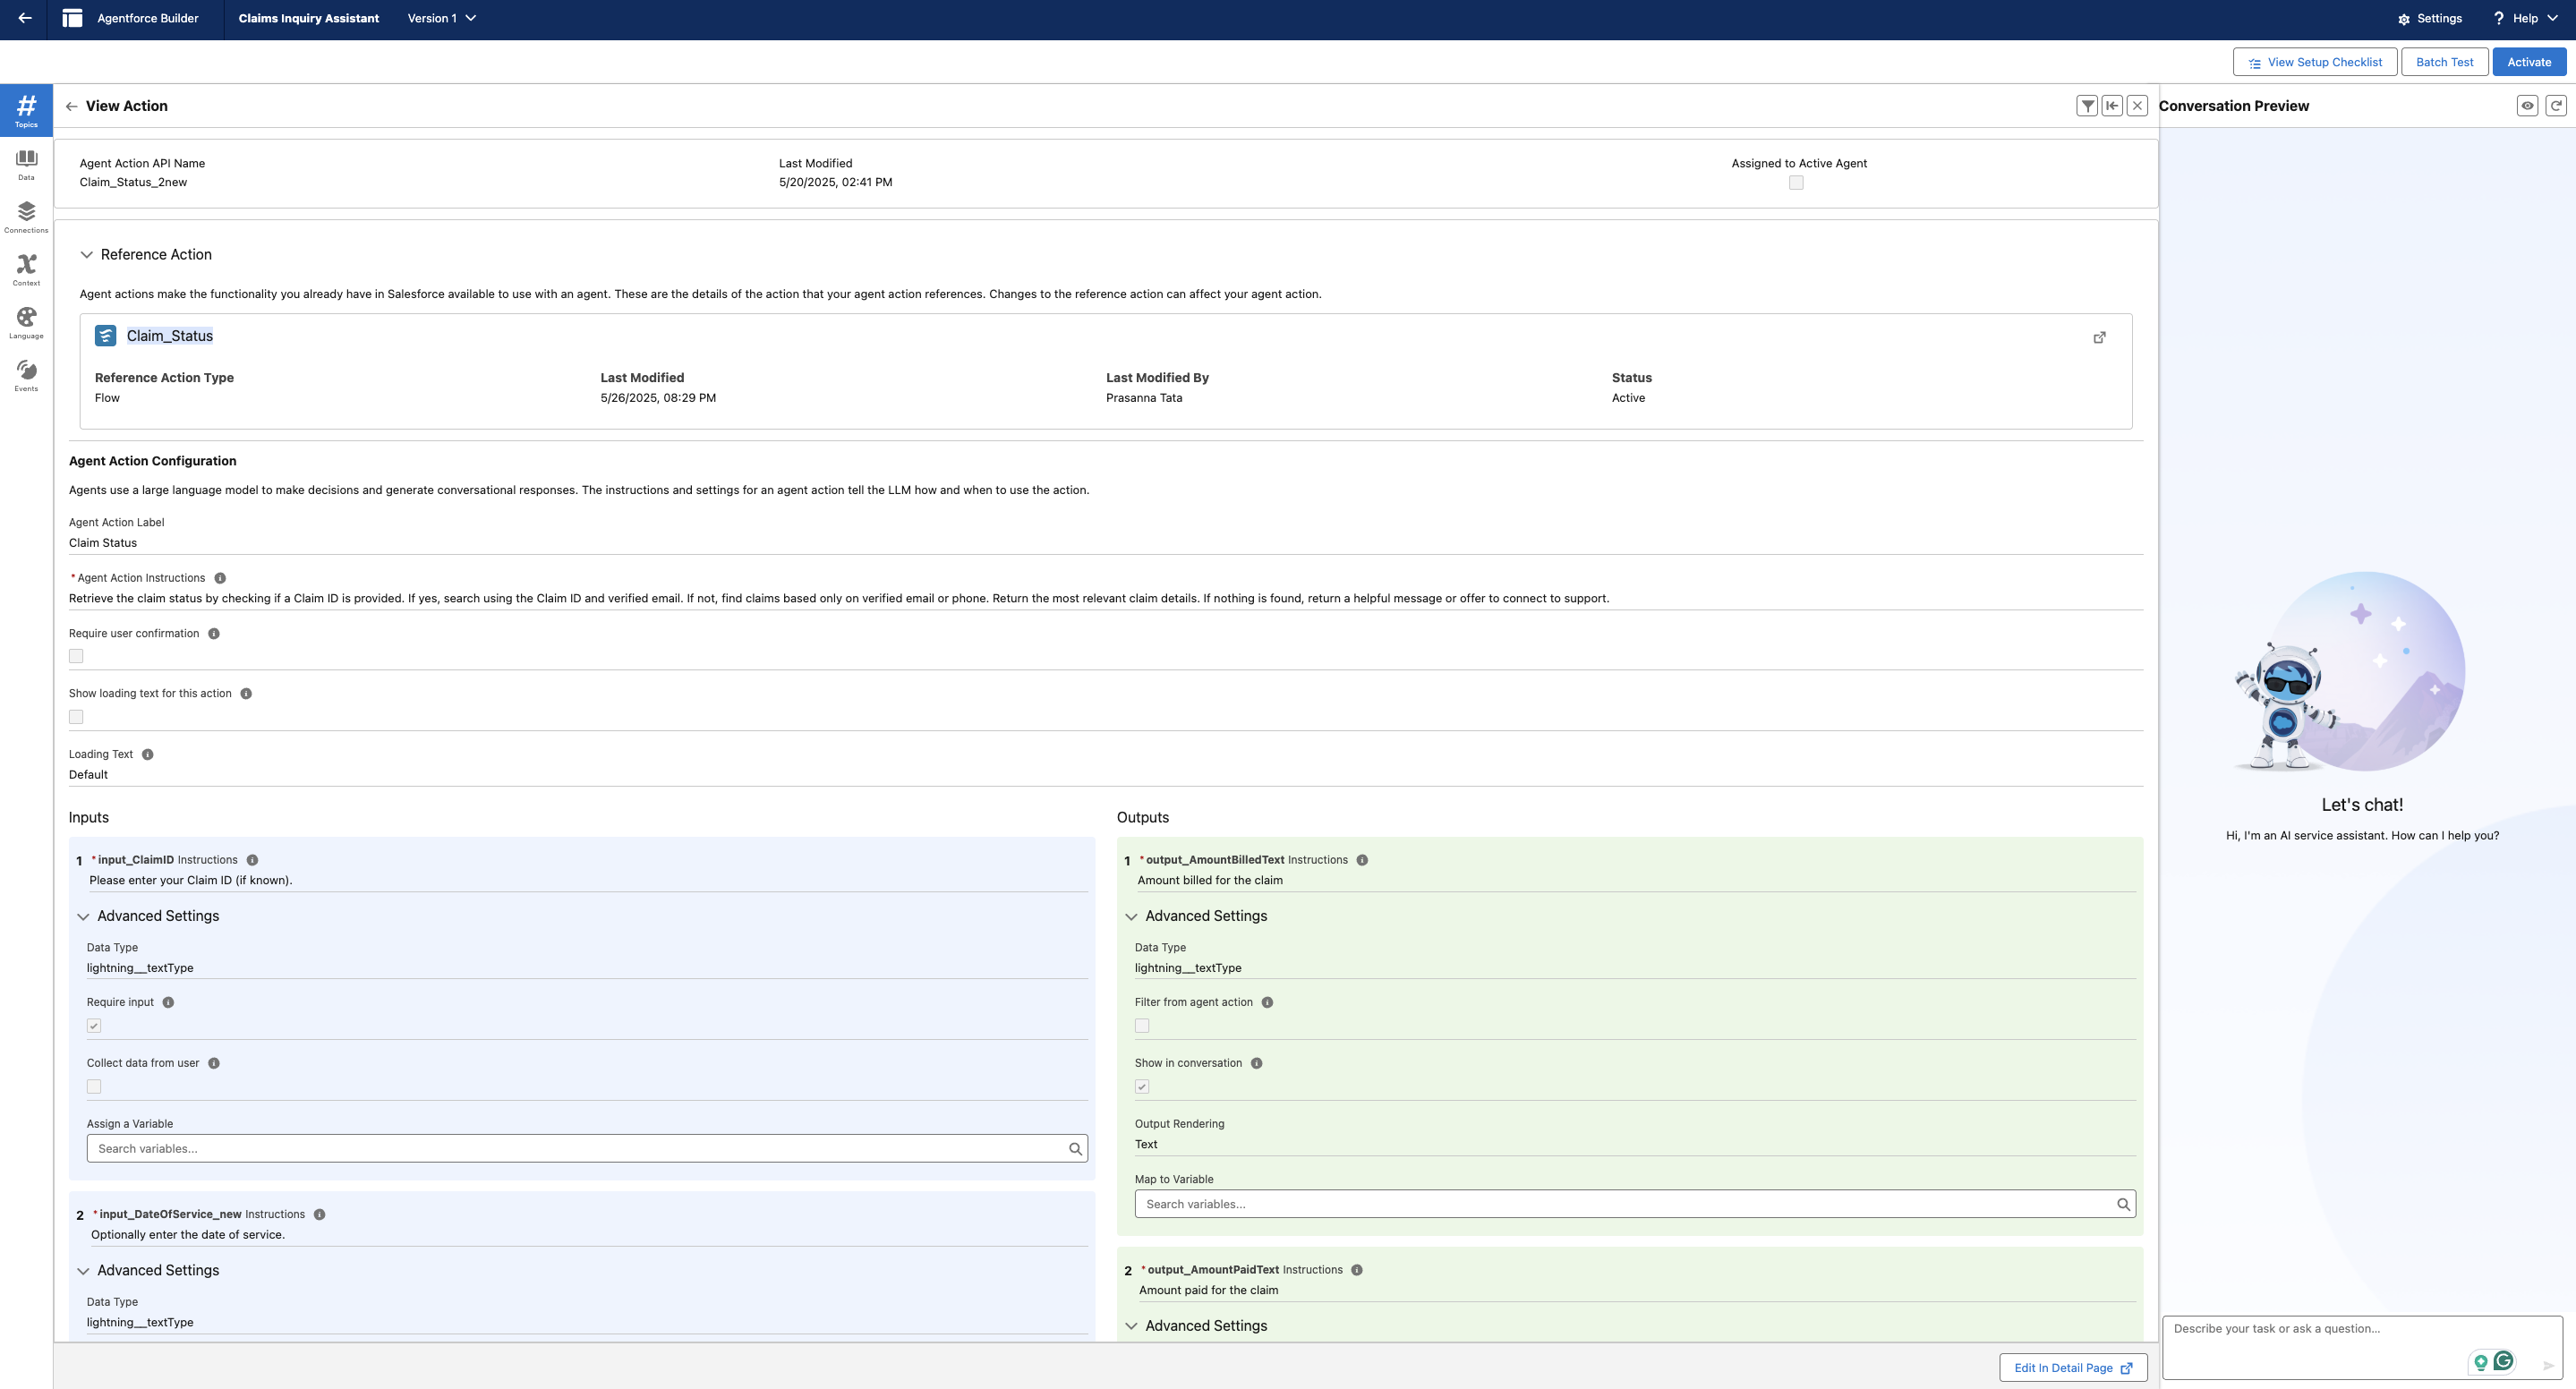 Agentforce Builder
Claims Inquiry Assistant
Version 1
Settings
? Help
View Setup Checklist
Batch Test
Activate
Topics
Data
Connections
Context
Language
Events
View Action
Agent Action API Name
Claim_Status_2new
Last Modified
5/20/2025, 02:41 PM
Assigned to Active Agent
Reference Action
Agent actions make the functionality you already have in Salesforce available to use with an agent. These are the details of the action that your agent action references. Changes to the reference action can affect your agent action.
Claim_Status
Reference Action Type
Flow
Last Modified
5/26/2025, 08:29 PM
Last Modified By
Prasanna Tata
Status
Active
Agent Action Configuration
Agents use a large language model to make decisions and generate conversational responses. The instructions and settings for an agent action tell the LLM how and when to use the action.
Agent Action Label
Claim Status
* Agent Action Instructions
Retrieve the claim status by checking if a Claim ID is provided. If yes, search using the Claim ID and verified email. If not, find claims based only on verified email or phone. Return the most relevant claim details. If nothing is found, return a helpful message or offer to connect to support.
Require user confirmation
Show loading text for this action
Loading Text
Default
Inputs
1 * input_ClaimID Instructions
Please enter your Claim ID (if known).
Advanced Settings
Data Type
lightning__textType
Require input
Collect data from user
Assign a Variable
Search variables...
2 * input_DateOfService_new Instructions
Optionally enter the date of service.
Advanced Settings
Data Type
lightning__textType
Outputs
1 * output_AmountBilledText Instructions
Amount billed for the claim
Advanced Settings
Data Type
lightning__textType
Filter from agent action
Show in conversation
Output Rendering
Text
Map to Variable
Search variables...
2 * output_AmountPaidText Instructions
Amount paid for the claim
Advanced Settings
Edit In Detail Page
Conversation Preview
Let's chat!
Hi, I'm an AI service assistant. How can I help you?
Describe your task or ask a question...